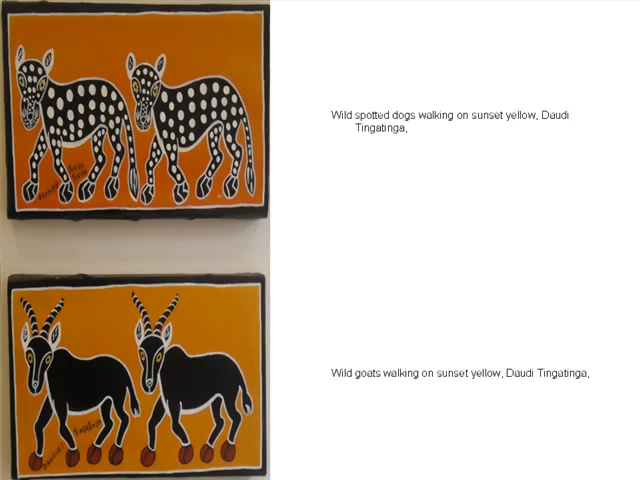 Wild spotted dogs walking on sunset yellow, Daudi
Tingatinga,
Wild goats walking on sunset yellow, Daudi Tingatinga,